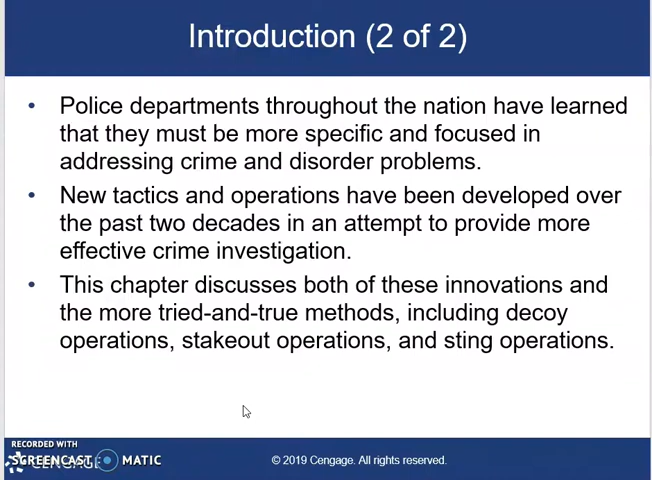 Introduction (2 of 2)
• Police departments throughout the nation have learned
that they must be more specific and focused in
addressing crime and disorder problems.
• New tactics and operations have been developed over
the past two decades in an attempt to provide more
effective crime investigation.
• This chapter discusses both of these innovations and
the more tried-and-true methods, including decoy
operations, stakeout operations, and sting operations.
RECORDED WITH
SCREENCAST MATIC
CENGAGE
© 2019 Cengage. All rights reserved.